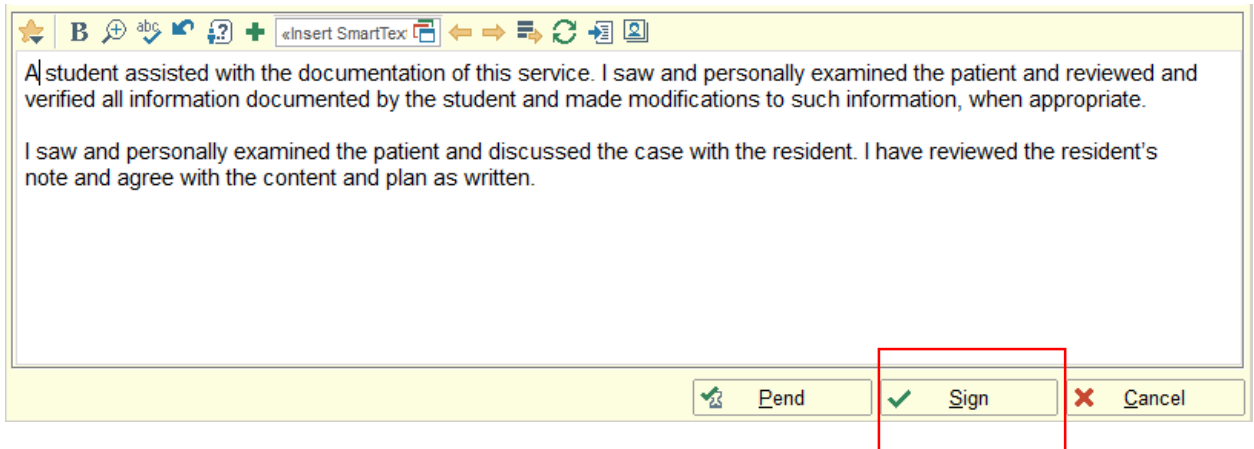 B abc «Insert SmartTex
A student assisted with the documentation of this service. I saw and personally examined the patient and reviewed and
verified all information documented by the student and made modifications to such information, when appropriate.
I saw and personally examined the patient and discussed the case with the resident. I have reviewed the resident's
note and agree with the content and plan as written.
Pend Sign Cancel